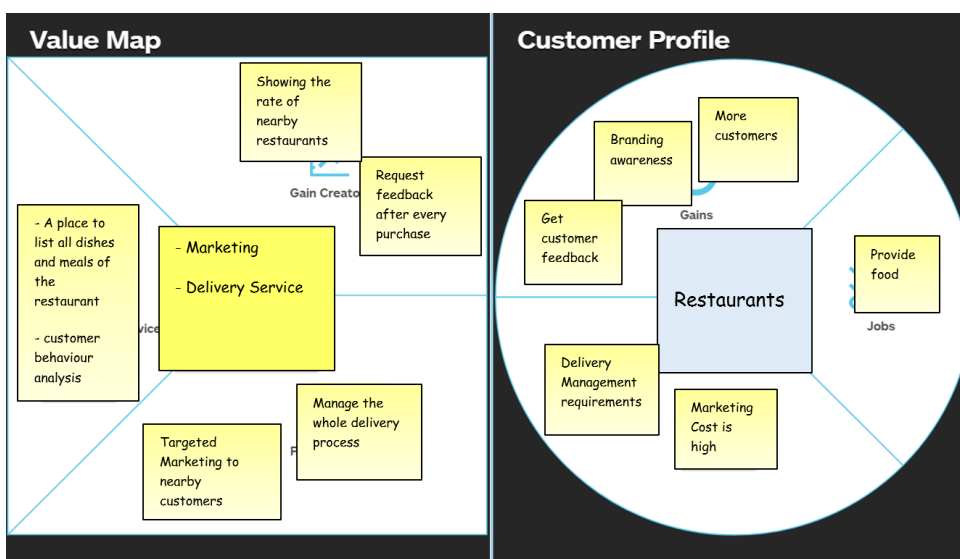 Value Map
Showing the
rate of
nearby
restaurants
Gain Creato
Request
feedback
after every
purchase
- A place to
list all dishes
and meals of
the
restaurant
- customer
behaviour
analysis
vice
- Marketing
- Delivery Service
Manage the
whole delivery
process
Targeted
Marketing to
nearby
customers
Customer Profile
More
customers
Branding
awareness
Get
customer
feedback
Gains
Restaurants
Provide
food
Jobs
Delivery
Management
requirements
Marketing
Cost is
high